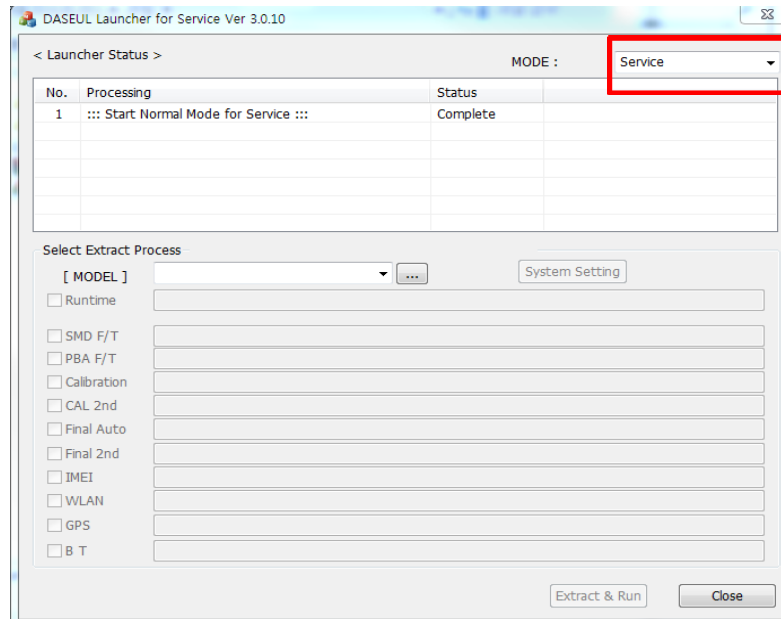 DASEUL Launcher for Service Ver 3.0.10
< Launcher Status >
MODE :
Service
No. Processing Status
1 ::: Start Normal Mode for Service ::: Complete
Select Extract Process
[ MODEL ]
...
System Setting
Runtime
SMD F/T
PBA F/T
Calibration
CAL 2nd
Final Auto
Final 2nd
IMEI
WLAN
GPS
B T
Extract & Run
Close